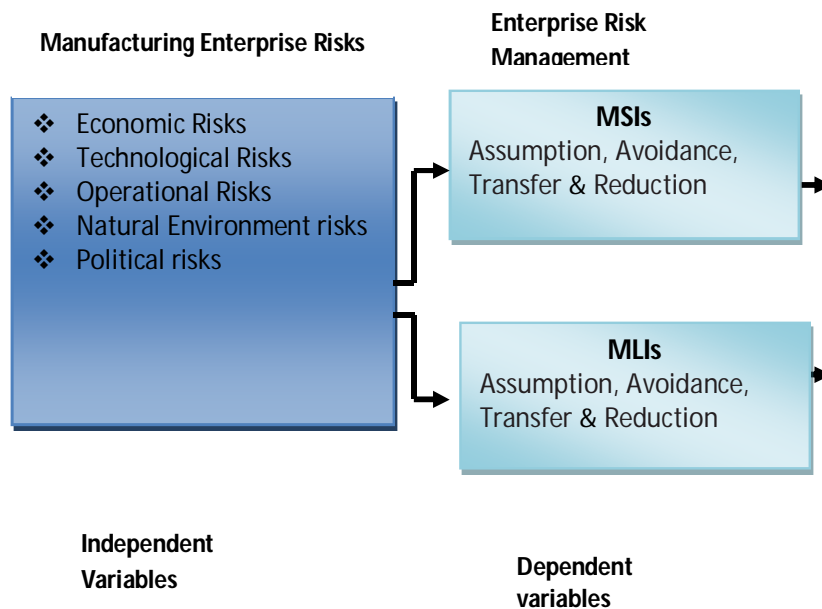 Manufacturing Enterprise Risks
Enterprise Risk
Management
❖ Economic Risks
❖ Technological Risks
❖ Operational Risks
❖ Natural Environment risks
❖ Political risks
MSIs
Assumption, Avoidance,
Transfer & Reduction
MLIs
Assumption, Avoidance,
Transfer & Reduction
Independent
Variables
Dependent
variables